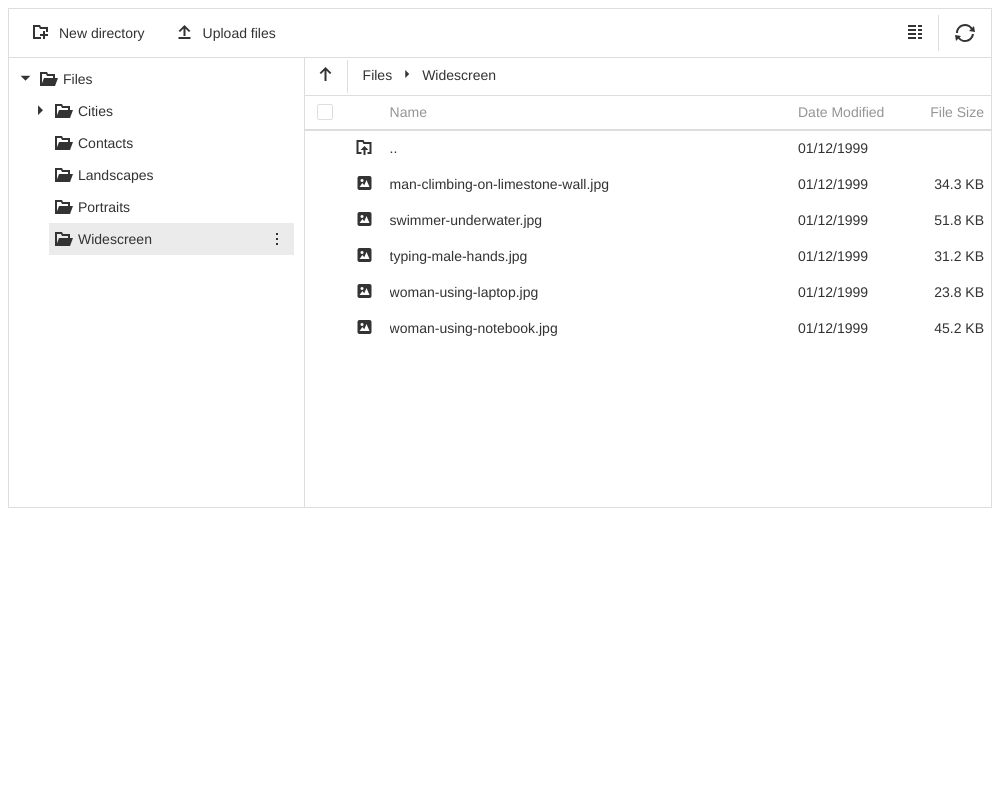 New directory Upload files
Files
Cities
Contacts
Landscapes
Portraits
Widescreen
Files Widescreen
Name Date Modified File Size
.. 01/12/1999
man-climbing-on-limestone-wall.jpg 01/12/1999 34.3 KB
swimmer-underwater.jpg 01/12/1999 51.8 KB
typing-male-hands.jpg 01/12/1999 31.2 KB
woman-using-laptop.jpg 01/12/1999 23.8 KB
woman-using-notebook.jpg 01/12/1999 45.2 KB